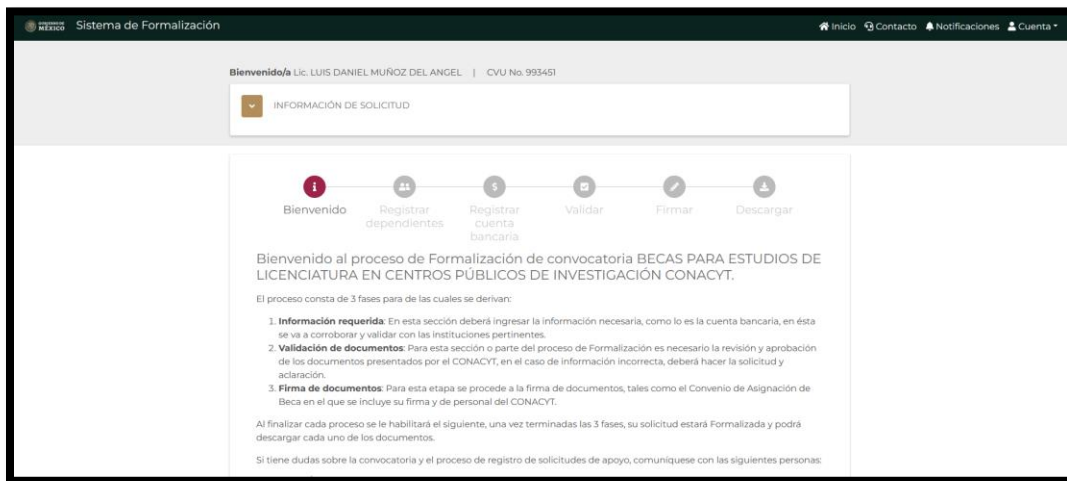 GOBIERNO DE MÉXICO Sistema de Formalización Inicio Contacto Notificaciones Cuenta
Bienvenido/a Lic. LUIS DANIEL MUÑOZ DEL ANGEL | CVU No. 993451
INFORMACIÓN DE SOLICITUD
Bienvenido Registrar dependientes Registrar cuenta bancaria Validar Firmar Descargar
Bienvenido al proceso de Formalización de convocatoria BECAS PARA ESTUDIOS DE
LICENCIATURA EN CENTROS PÚBLICOS DE INVESTIGACIÓN CONACYT.
El proceso consta de 3 fases para de las cuales se derivan:
1. Información requerida: En esta sección deberá ingresar la información necesaria, como lo es la cuenta bancaria, en ésta
se va a corroborar y validar con las instituciones pertinentes.
2. Validación de documentos: Para esta sección o parte del proceso de Formalización es necesario la revisión y aprobación
de los documentos presentados por el CONACYT, en el caso de información incorrecta, deberá hacer la solicitud y
aclaración.
3. Firma de documentos: Para esta etapa se procede a la firma de documentos, tales como el Convenio de Asignación de
Beca en el que se incluye su firma y de personal del CONACYT.
Al finalizar cada proceso se le habilitará el siguiente, una vez terminadas las 3 fases, su solicitud estará Formalizada y podrá
descargar cada uno de los documentos.
Si tiene dudas sobre la convocatoria y el proceso de registro de solicitudes de apoyo, comuníquese con las siguientes personas: